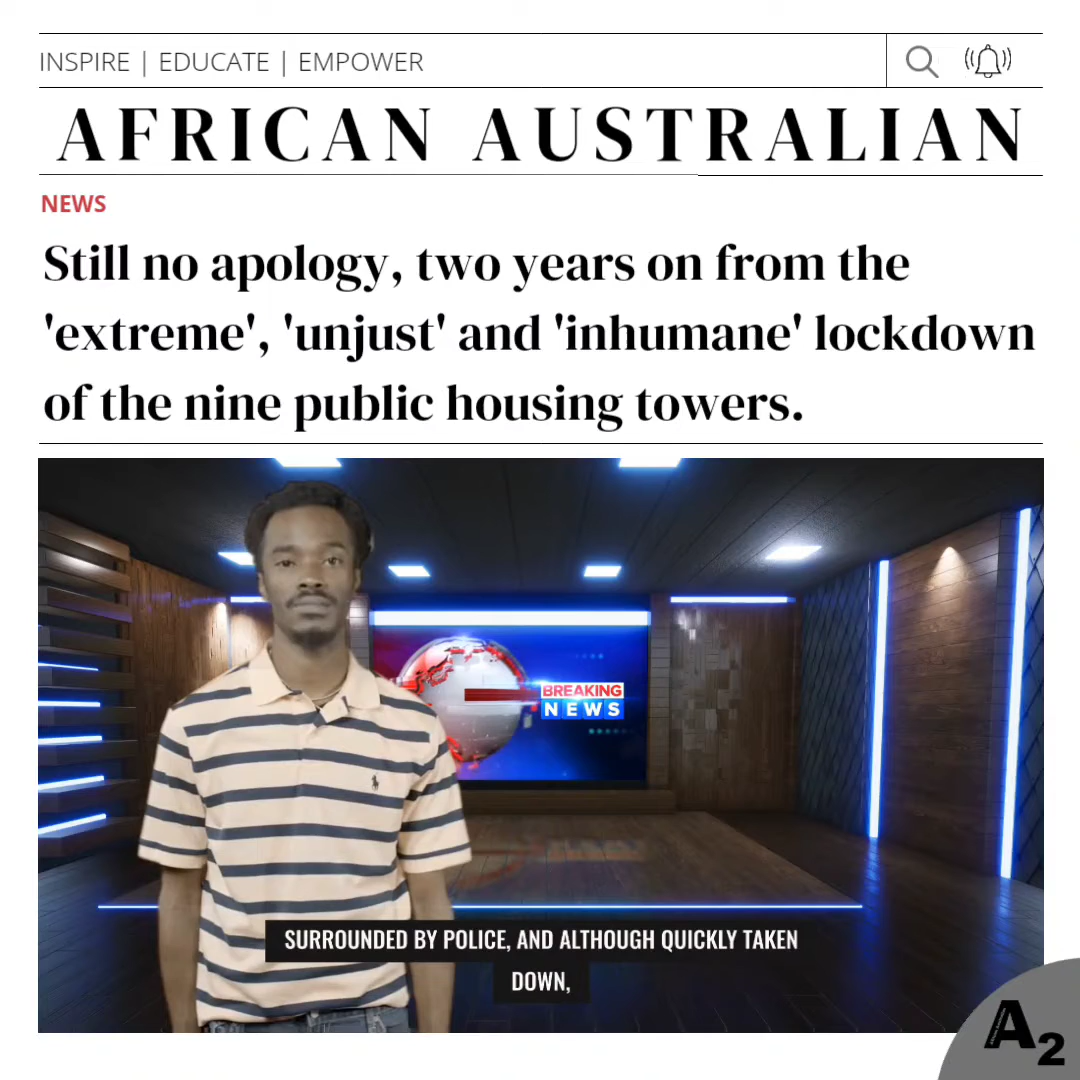 INSPIRE | EDUCATE | EMPOWER
AFRICAN AUSTRALIAN
NEWS
Still no apology, two years on from the
'extreme', 'unjust' and 'inhumane' lockdown
of the nine public housing towers.
BREAKING
NEWS
SURROUNDED BY POLICE, AND ALTHOUGH QUICKLY TAKEN
DOWN,
A2